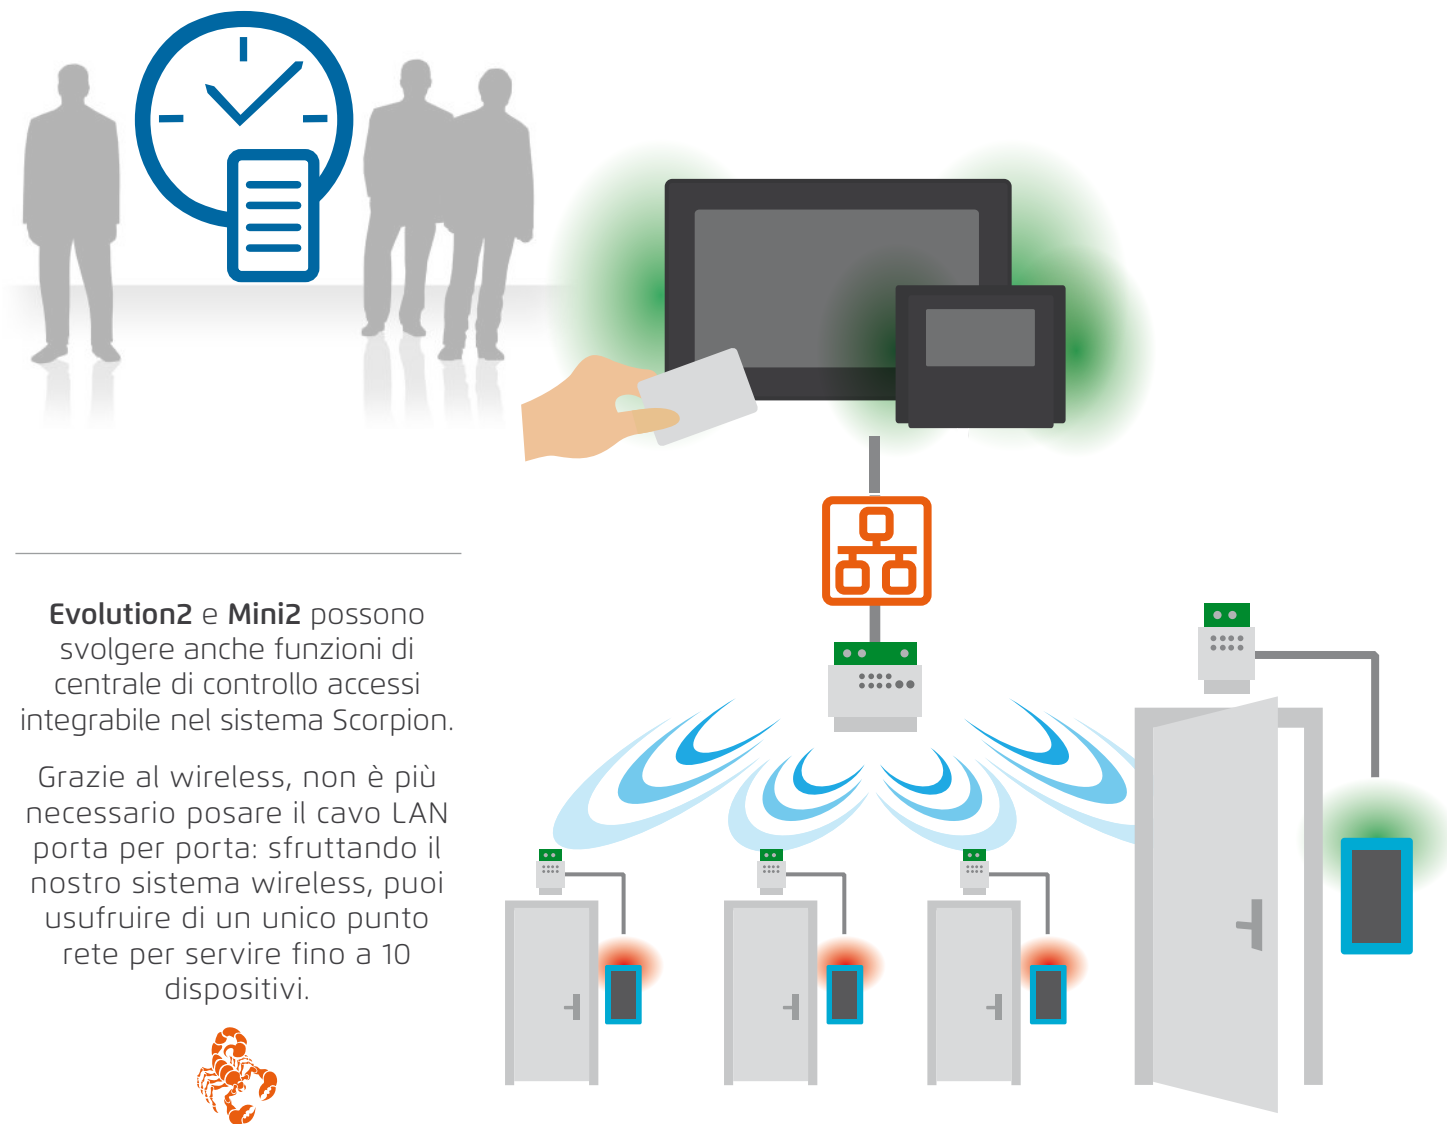 Evolution2 e Mini2 possono
svolgere anche funzioni di
centrale di controllo accessi
integrabile nel sistema Scorpion.
Grazie al wireless, non è più
necessario posare il cavo LAN
porta per porta: sfruttando il
nostro sistema wireless, puoi
usufruire di un unico punto
rete per servire fino a 10
dispositivi.